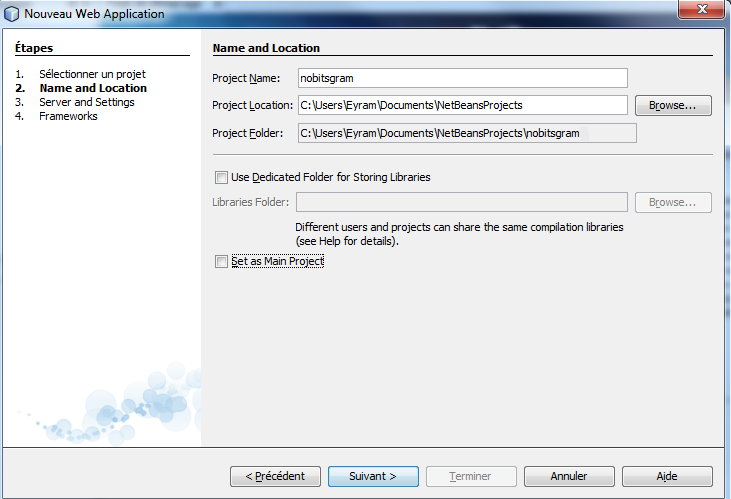 Nouveau Web Application
Étapes
1. Sélectionner un projet
2. Name and Location
3. Server and Settings
4. Frameworks
Name and Location
Project Name: nobitsgram
Project Location: C:\Users\Eyram\Documents\NetBeansProjects Browse...
Project Folder: C:\Users\Eyram\Documents\NetBeansProjects\nobitsgram
Use Dedicated Folder for Storing Libraries
Libraries Folder: Browse...
Different users and projects can share the same compilation libraries
(see Help for details).
Set as Main Project
< Précédent Suivant > Terminer Annuler Aide